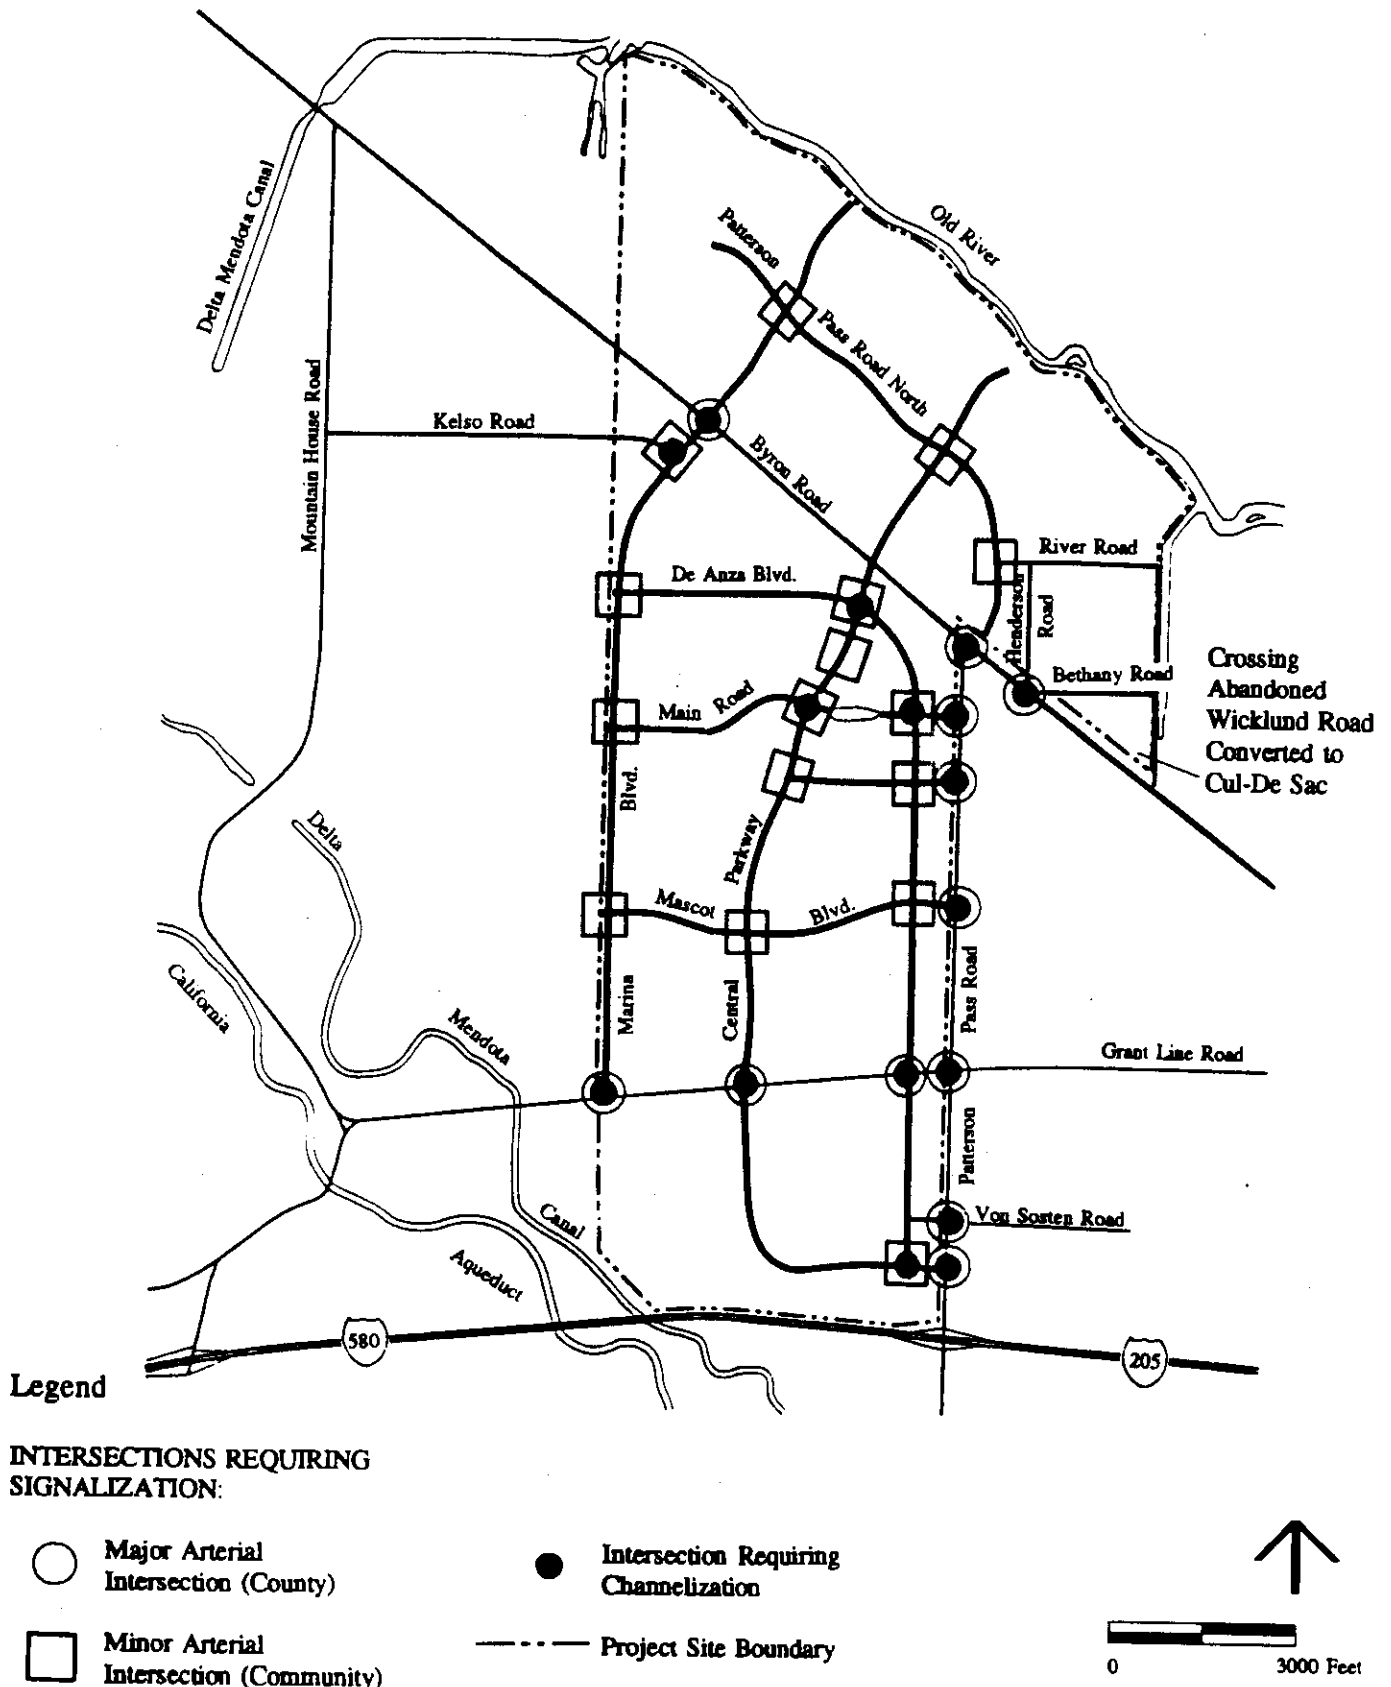 Delta Mendota Canal
Old River
Patterson
Pass Road North
Mountain House Road
Kelso Road
Byron Road
River Road
De Anza Blvd.
Henderson
Road
Crossing
Abandoned
Wicklund Road
Converted to
Cul-De Sac
Bethany Road
Main Road
Blvd.
Delta
Parkway
Mascot Blvd.
California
Marina
Central
Pass Road
Mendota
Grant Line Road
Patterson
Canal
Von Sosten Road
Aqueduct
580
205
Legend
INTERSECTIONS REQUIRING
SIGNALIZATION:
Major Arterial
Intersection (County)
Intersection Requiring
Channelization
Minor Arterial
Intersection (Community)
Project Site Boundary
0 3000 Feet